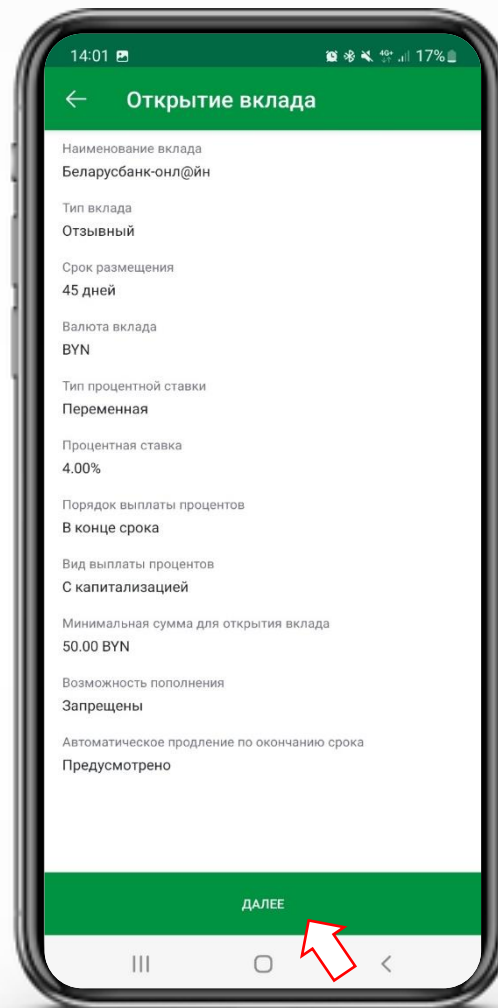 14:01 4G+ 17%
Открытие вклада
Наименование вклада
Беларусбанк-онл@йн
Тип вклада
Отзывный
Срок размещения
45 дней
Валюта вклада
BYN
Тип процентной ставки
Переменная
Процентная ставка
4.00%
Порядок выплаты процентов
В конце срока
Вид выплаты процентов
С капитализацией
Минимальная сумма для открытия вклада
50.00 BYN
Возможность пополнения
Запрещены
Автоматическое продление по окончанию срока
Предусмотрено
ДАЛЕЕ